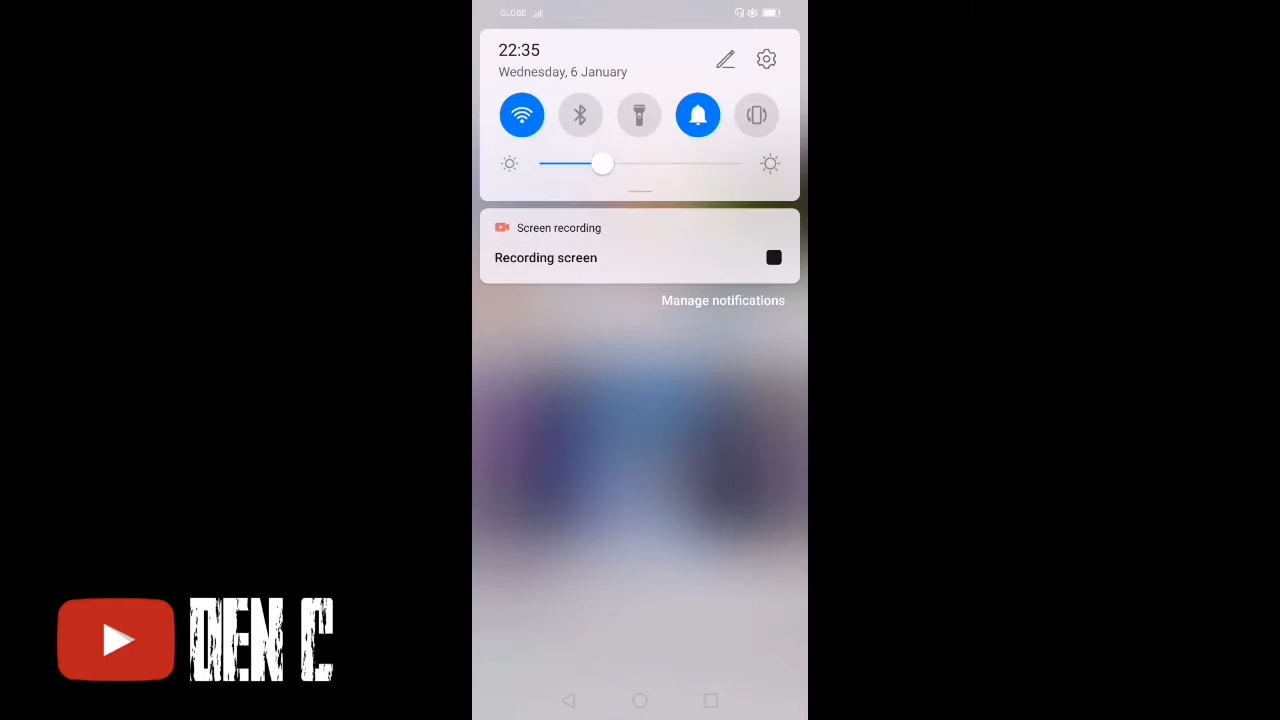 GLOBE
22:35
Wednesday, 6 January
Screen recording
Recording screen
Manage notifications
DEN C